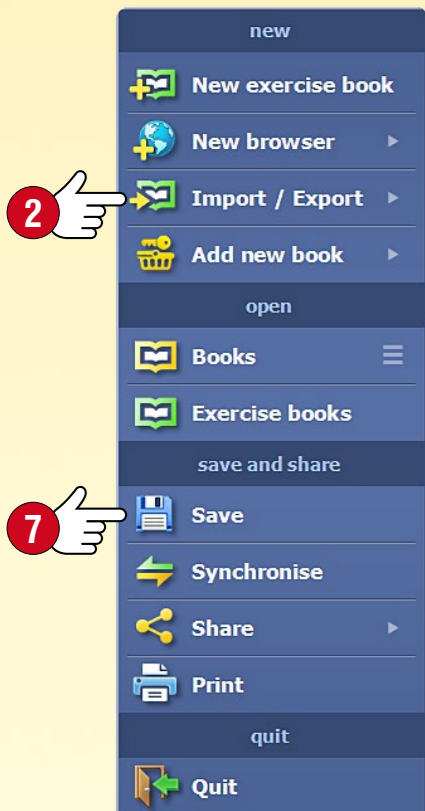 new
New exercise book
New browser
2
Import / Export
Add new book
open
Books
Exercise books
save and share
7
Save
Synchronise
Share
Print
quit
Quit